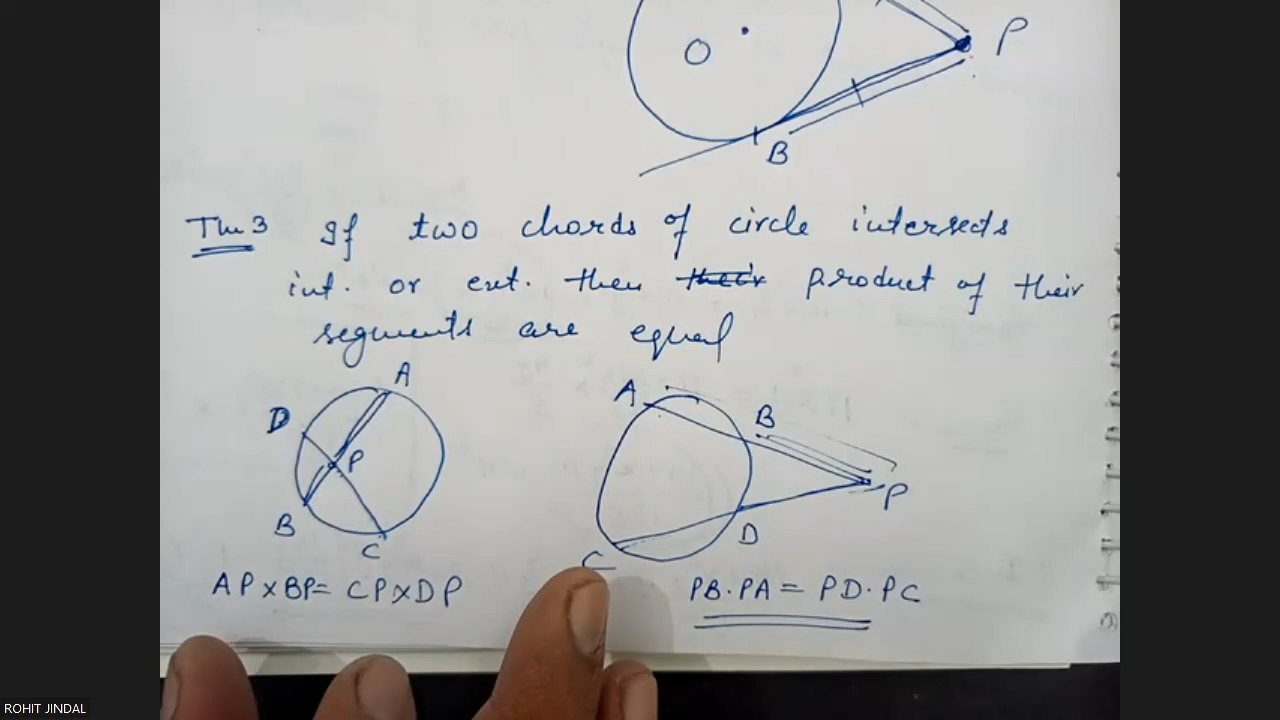 O
P
B
Thm 3 If two chords of circle intersects
int. or ext. then their product of their
segments are equal
A
D
P
B
C
AP×BP= CP×DP
A
B
P
D
C
PB.PA = PD.PC
ROHIT JINDAL